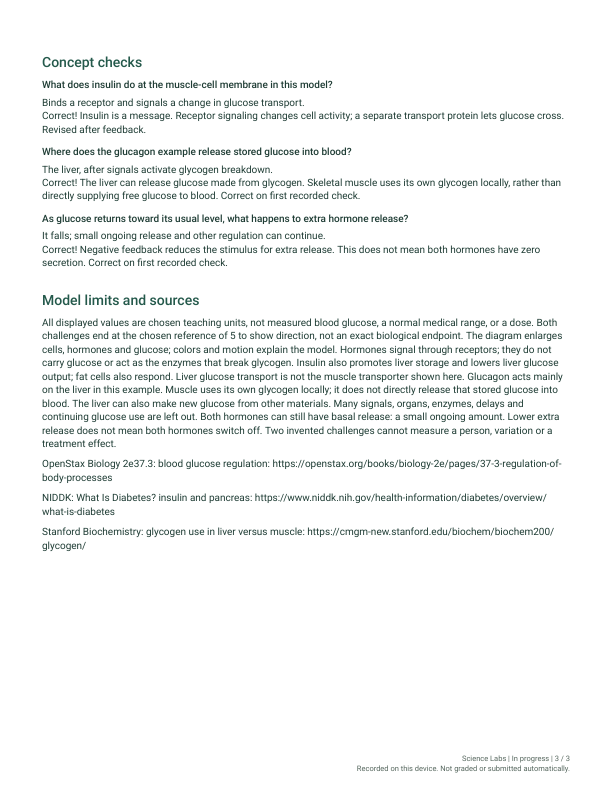 Concept checks
What does insulin do at the muscle-cell membrane in this model?
Binds a receptor and signals a change in glucose transport.
Correct! Insulin is a message. Receptor signaling changes cell activity; a separate transport protein lets glucose cross.
Revised after feedback.
Where does the glucagon example release stored glucose into blood?
The liver, after signals activate glycogen breakdown.
Correct! The liver can release glucose made from glycogen. Skeletal muscle uses its own glycogen locally, rather than
directly supplying free glucose to blood. Correct on first recorded check.
As glucose returns toward its usual level, what happens to extra hormone release?
It falls; small ongoing release and other regulation can continue.
Correct! Negative feedback reduces the stimulus for extra release. This does not mean both hormones have zero
secretion. Correct on first recorded check.
Model limits and sources
All displayed values are chosen teaching units, not measured blood glucose, a normal medical range, or a dose. Both
challenges end at the chosen reference of 5 to show direction, not an exact biological endpoint. The diagram enlarges
cells, hormones and glucose; colors and motion explain the model. Hormones signal through receptors; they do not
carry glucose or act as the enzymes that break glycogen. Insulin also promotes liver storage and lowers liver glucose
output; fat cells also respond. Liver glucose transport is not the muscle transporter shown here. Glucagon acts mainly
on the liver in this example. Muscle uses its own glycogen locally; it does not directly release that stored glucose into
blood. The liver can also make new glucose from other materials. Many signals, organs, enzymes, delays and
continuing glucose use are left out. Both hormones can still have basal release: a small ongoing amount. Lower extra
release does not mean both hormones switch off. Two invented challenges cannot measure a person, variation or a
treatment effect.
OpenStax Biology 2e37.3: blood glucose regulation: https://openstax.org/books/biology-2e/pages/37-3-regulation-of-
body-processes
NIDDK: What Is Diabetes? insulin and pancreas: https://www.niddk.nih.gov/health-information/diabetes/overview/
what-is-diabetes
Stanford Biochemistry: glycogen use in liver versus muscle: https://cmgm-new.stanford.edu/biochem/biochem200/
glycogen/
Science Labs | In progress | 3 / 3
Recorded on this device. Not graded or submitted automatically.